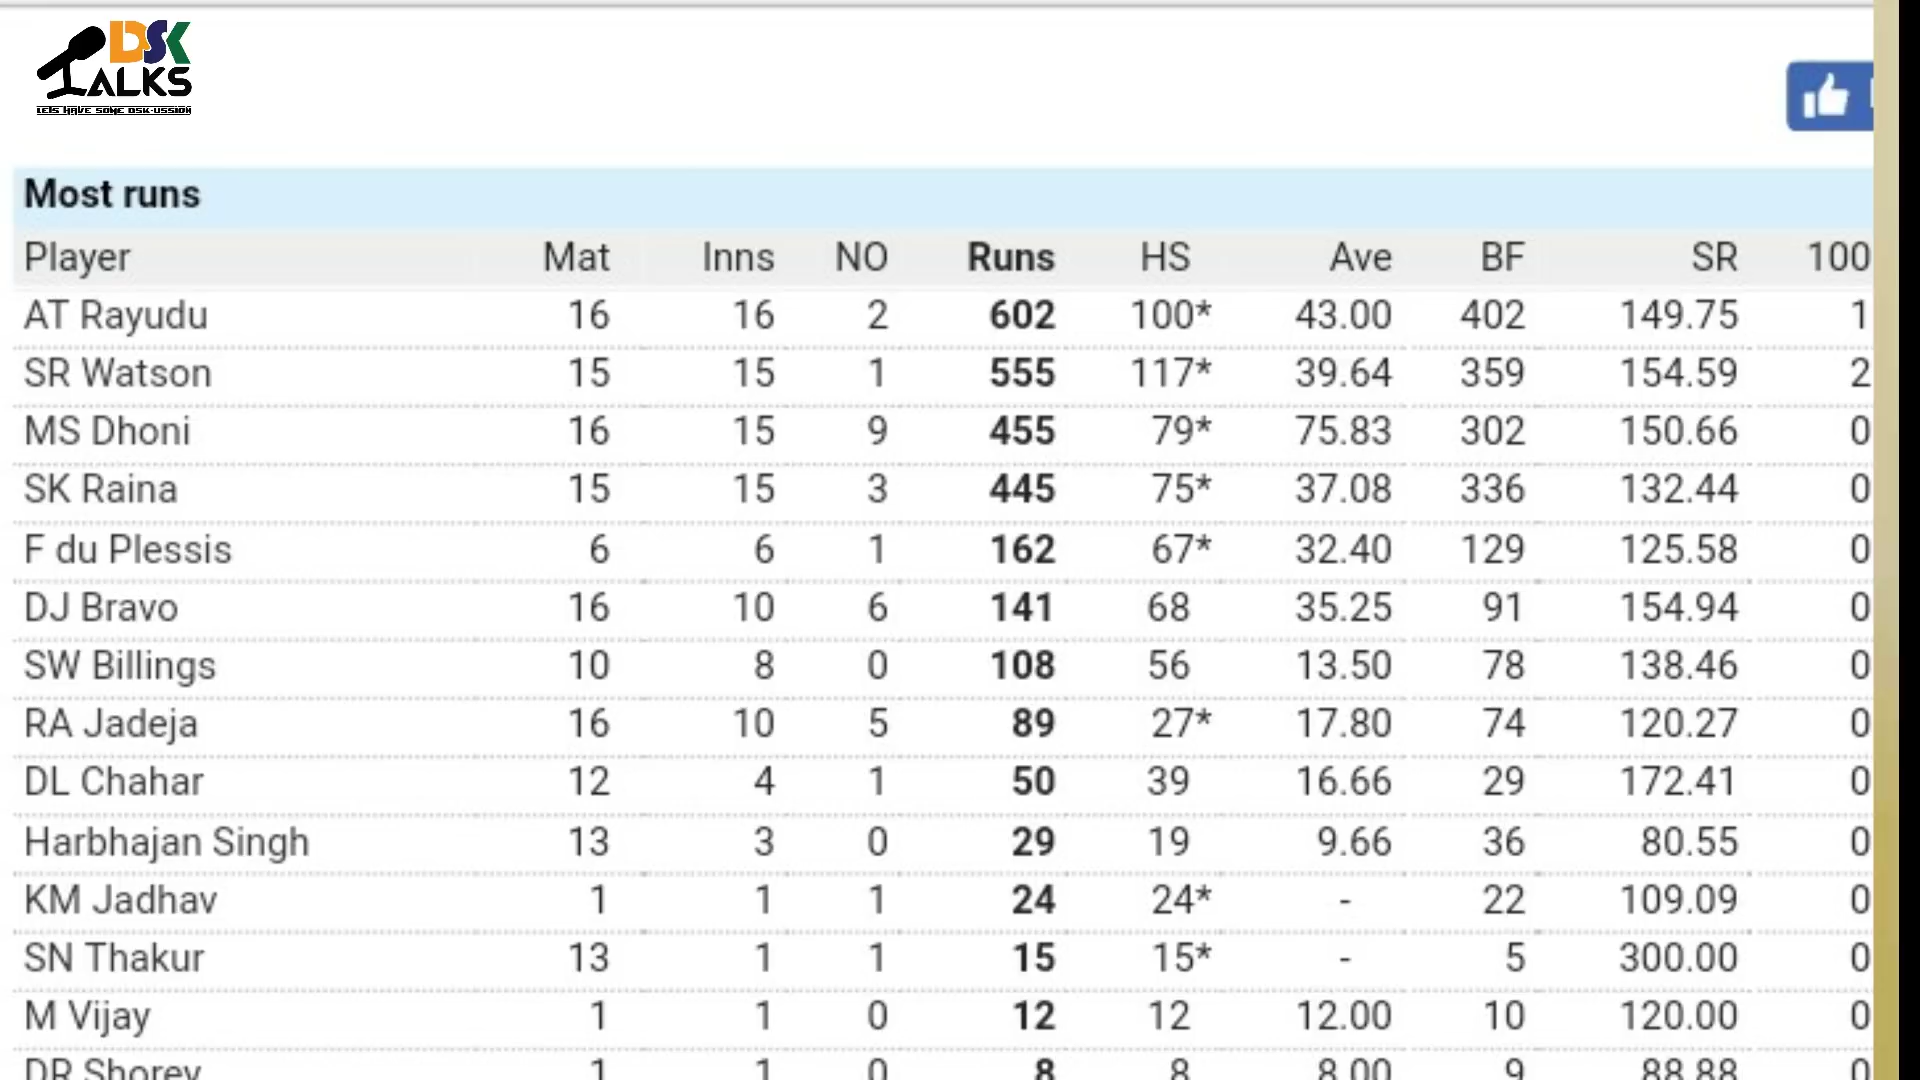 DSK
TALKS
LETS HAVE SOME DSK-USSION
Most runs
Player Mat Inns NO Runs HS Ave BF SR 100
AT Rayudu 16 16 2 602 100* 43.00 402 149.75 1
SR Watson 15 15 1 555 117* 39.64 359 154.59 2
MS Dhoni 16 15 9 455 79* 75.83 302 150.66 0
SK Raina 15 15 3 445 75* 37.08 336 132.44 0
F du Plessis 6 6 1 162 67* 32.40 129 125.58 0
DJ Bravo 16 10 6 141 68 35.25 91 154.94 0
SW Billings 10 8 0 108 56 13.50 78 138.46 0
RA Jadeja 16 10 5 89 27* 17.80 74 120.27 0
DL Chahar 12 4 1 50 39 16.66 29 172.41 0
Harbhajan Singh 13 3 0 29 19 9.66 36 80.55 0
KM Jadhav 1 1 1 24 24* - 22 109.09 0
SN Thakur 13 1 1 15 15* - 5 300.00 0
M Vijay 1 1 0 12 12 12.00 10 120.00 0
DR Shorey 1 1 0 8 8 8.00 9 88.88 0